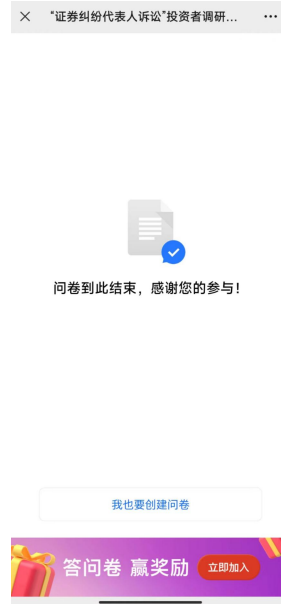 “证券纠纷代表人诉讼”投资者调研...
问卷到此结束，感谢您的参与！
我也要创建问卷
答问卷 赢奖励 立即加入